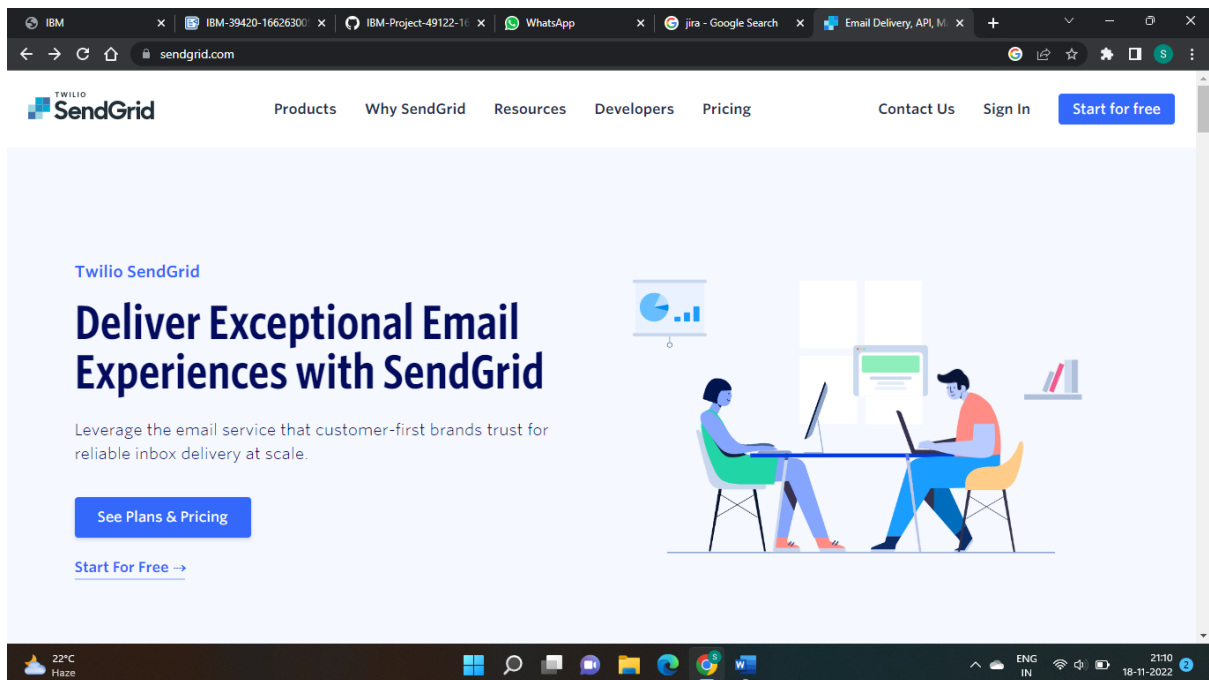 IBM
IBM-39420-16626300
IBM-Project-49122-16
WhatsApp
jira - Google Search
Email Delivery, API, M
sendgrid.com
S
TWILIO
SendGrid
Products
Why SendGrid
Resources
Developers
Pricing
Contact Us
Sign In
Start for free
Twilio SendGrid
Deliver Exceptional Email
Experiences with SendGrid
Leverage the email service that customer-first brands trust for
reliable inbox delivery at scale.
See Plans & Pricing
Start For Free →
22°C
Haze
S
W
ENG
IN
21:10
18-11-2022
2